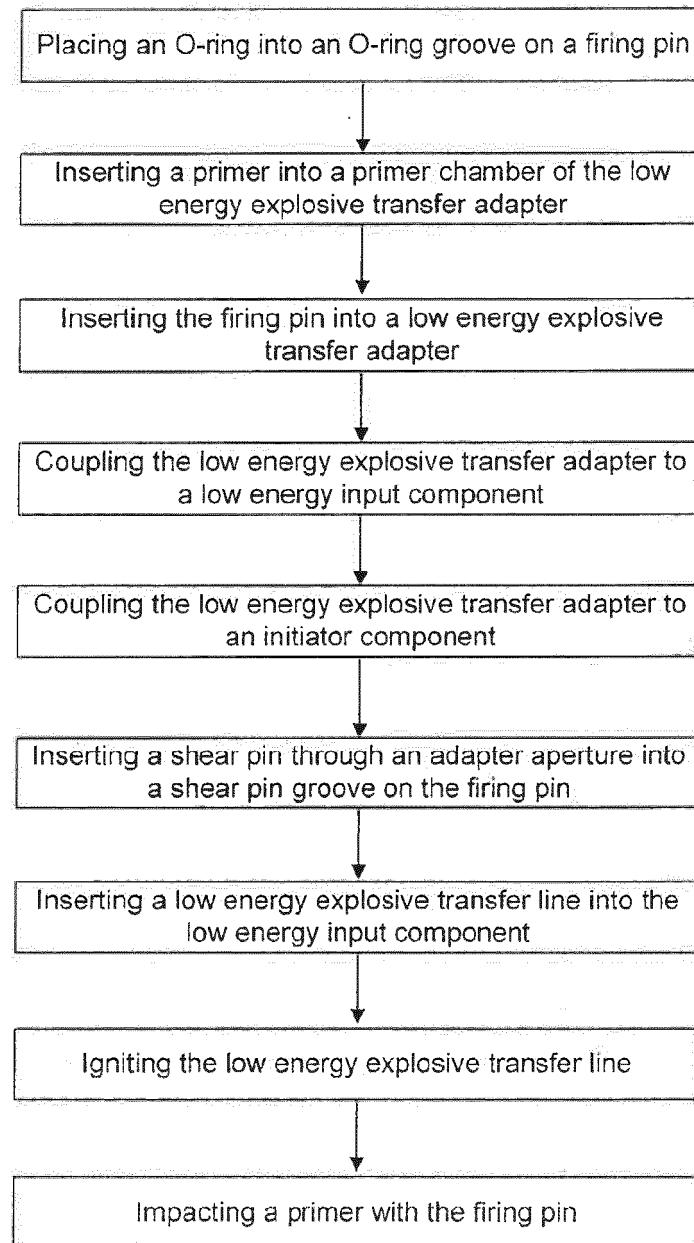 Placing an O-ring into an O-ring groove on a firing pin
Inserting a primer into a primer chamber of the low
energy explosive transfer adapter
Inserting the firing pin into a low energy explosive
transfer adapter
Coupling the low energy explosive transfer adapter to
a low energy input component
Coupling the low energy explosive transfer adapter to
an initiator component
Inserting a shear pin through an adapter aperture into
a shear pin groove on the firing pin
Inserting a low energy explosive transfer line into the
low energy input component
Igniting the low energy explosive transfer line
Impacting a primer with the firing pin